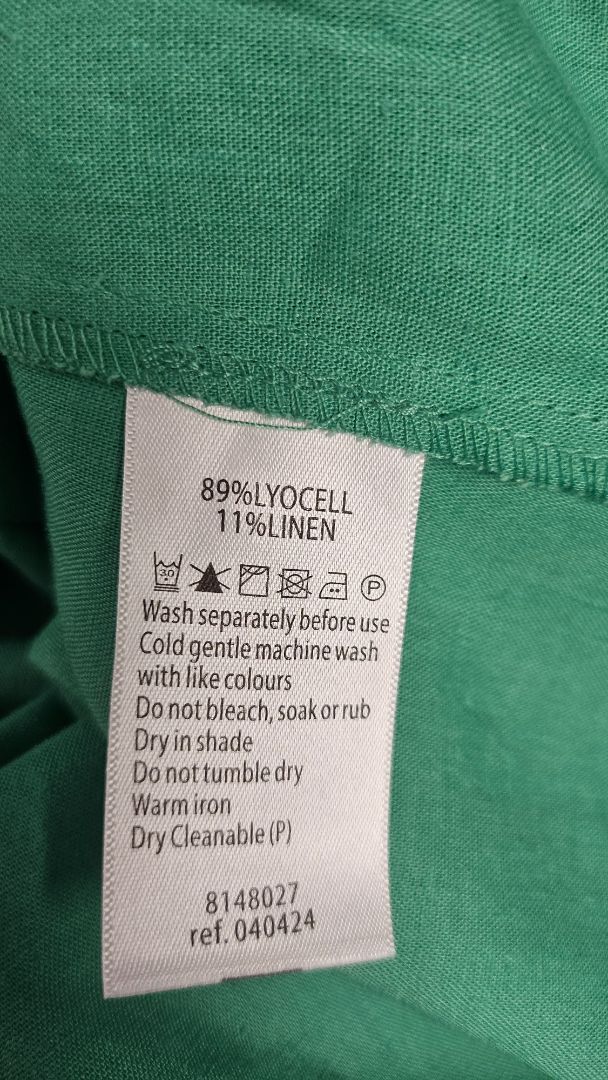 89%LYOCELL
11%LINEN
30 P
Wash separately before use
Cold gentle machine wash
with like colours
Do not bleach, soak or rub
Dry in shade
Do not tumble dry
Warm iron
Dry Cleanable (P)
8148027
ref. 040424